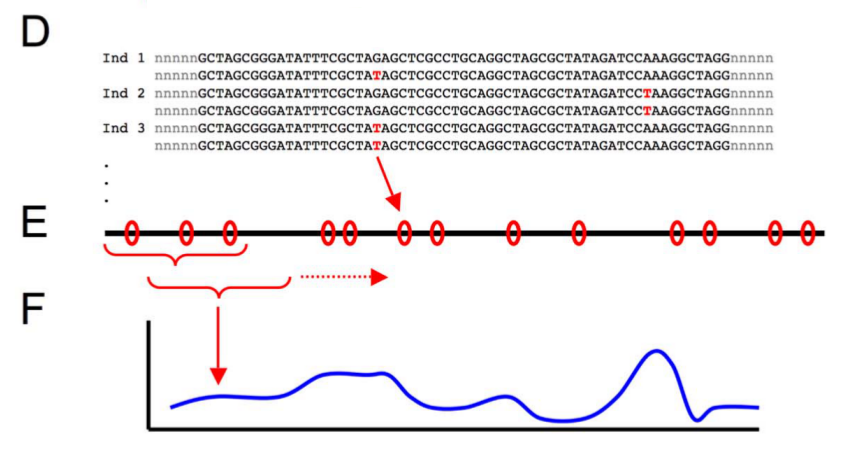 D
Ind 1 nnnnnGCTAGCGGGATATTTCGCTAGAGCTCGCCTGCAGGCTAGCGCTATAGATCCAAAGGCTAGGnnnnn
nnnnnGCTAGCGGGATATTTCGCTATAGCTCGCCTGCAGGCTAGCGCTATAGATCCAAAGGCTAGGnnnnn
Ind 2 nnnnnGCTAGCGGGATATTTCGCTAGAGCTCGCCTGCAGGCTAGCGCTATAGATCCTAAGGCTAGGnnnnn
nnnnnGCTAGCGGGATATTTCGCTAGAGCTCGCCTGCAGGCTAGCGCTATAGATCCTAAGGCTAGGnnnnn
Ind 3 nnnnnGCTAGCGGGATATTTCGCTATAGCTCGCCTGCAGGCTAGCGCTATAGATCCAAAGGCTAGGnnnnn
nnnnnGCTAGCGGGATATTTCGCTATAGCTCGCCTGCAGGCTAGCGCTATAGATCCAAAGGCTAGGnnnnn
.
.
.
E
F